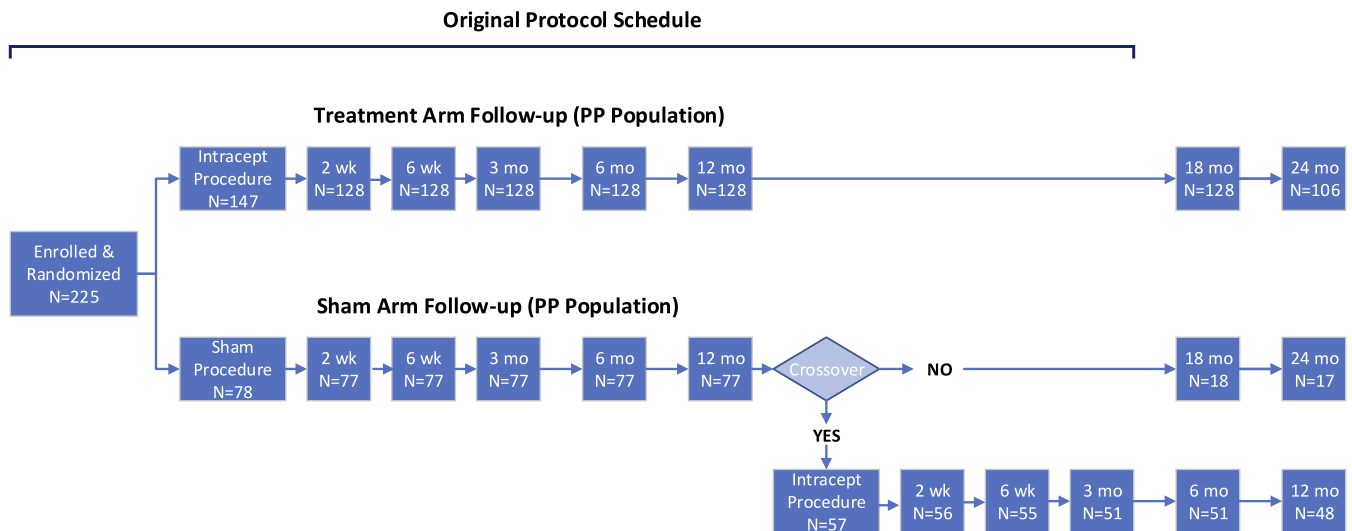 Original Protocol Schedule
Treatment Arm Follow-up (PP Population)
Intracept
Procedure
N=147
2 wk
N=128
6 wk
N=128
3 mo
N=128
6 mo
N=128
12 mo
N=128
18 mo
N=128
24 mo
N=106
Enrolled &
Randomized
N=225
Sham Arm Follow-up (PP Population)
Sham
Procedure
N=78
2 wk
N=77
6 wk
N=77
3 mo
N=77
6 mo
N=77
12 mo
N=77
Crossover
NO
18 mo
N=18
24 mo
N=17
YES
Intracept
Procedure
N=57
2 wk
N=56
6 wk
N=55
3 mo
N=51
6 mo
N=51
12 mo
N=48